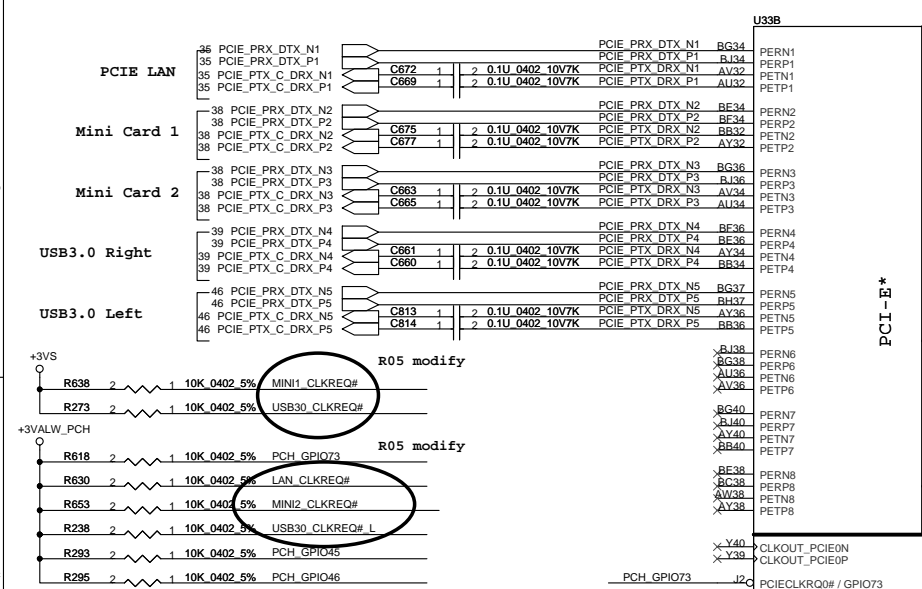 U33B
35 PCIE_PRX_DTX_N1 PCIE_PRX_DTX_N1 BG34 PERN1
35 PCIE_PRX_DTX_P1 PCIE_PRX_DTX_P1 BJ34 PERP1
PCIE LAN
35 PCIE_PTX_C_DRX_N1 C672 1 2 0.1U_0402_10V7K PCIE_PTX_DRX_N1 AV32 PETN1
35 PCIE_PTX_C_DRX_P1 C669 1 2 0.1U_0402_10V7K PCIE_PTX_DRX_P1 AU32 PETP1
38 PCIE_PRX_DTX_N2 PCIE_PRX_DTX_N2 BE34 PERN2
38 PCIE_PRX_DTX_P2 PCIE_PRX_DTX_P2 BF34 PERP2
Mini Card 1
38 PCIE_PTX_C_DRX_N2 C675 1 2 0.1U_0402_10V7K PCIE_PTX_DRX_N2 BB32 PETN2
38 PCIE_PTX_C_DRX_P2 C677 1 2 0.1U_0402_10V7K PCIE_PTX_DRX_P2 AY32 PETP2
38 PCIE_PRX_DTX_N3 PCIE_PRX_DTX_N3 BG36 PERN3
38 PCIE_PRX_DTX_P3 PCIE_PRX_DTX_P3 BJ36 PERP3
Mini Card 2
38 PCIE_PTX_C_DRX_N3 C663 1 2 0.1U_0402_10V7K PCIE_PTX_DRX_N3 AV34 PETN3
38 PCIE_PTX_C_DRX_P3 C665 1 2 0.1U_0402_10V7K PCIE_PTX_DRX_P3 AU34 PETP3
39 PCIE_PRX_DTX_N4 PCIE_PRX_DTX_N4 BF36 PERN4
39 PCIE_PRX_DTX_P4 PCIE_PRX_DTX_P4 BE36 PERP4
USB3.0 Right
39 PCIE_PTX_C_DRX_N4 C661 1 2 0.1U_0402_10V7K PCIE_PTX_DRX_N4 AY34 PETN4
39 PCIE_PTX_C_DRX_P4 C660 1 2 0.1U_0402_10V7K PCIE_PTX_DRX_P4 BB34 PETP4
46 PCIE_PRX_DTX_N5 PCIE_PRX_DTX_N5 BG37 PERN5
46 PCIE_PRX_DTX_P5 PCIE_PRX_DTX_P5 BH37 PERP5
USB3.0 Left
46 PCIE_PTX_C_DRX_N5 C813 1 2 0.1U_0402_10V7K PCIE_PTX_DRX_N5 AY36 PETN5
46 PCIE_PTX_C_DRX_P5 C814 1 2 0.1U_0402_10V7K PCIE_PTX_DRX_P5 BB36 PETP5
PCI-E*
BJ38 PERN6
BG38 PERP6
AU36 PETN6
AV36 PETP6
BG40 PERN7
BJ40 PERP7
AY40 PETN7
BB40 PETP7
BE38 PERN8
BC38 PERP8
AW38 PETN8
AY38 PETP8
Y40 CLKOUT_PCIE0N
Y39 CLKOUT_PCIE0P
PCH_GPIO73 J2 PCIECLKRQ0# / GPIO73
+3VS
R05 modify
R638 2 1 10K_0402_5% MINI1_CLKREQ#
R273 2 1 10K_0402_5% USB30_CLKREQ#
+3VALW_PCH
R05 modify
R618 2 1 10K_0402_5% PCH_GPIO73
R630 2 1 10K_0402_5% LAN_CLKREQ#
R653 2 1 10K_0402_5% MINI2_CLKREQ#
R238 2 1 10K_0402_5% USB30_CLKREQ#_L
R293 2 1 10K_0402_5% PCH_GPIO45
R295 2 1 10K_0402_5% PCH_GPIO46